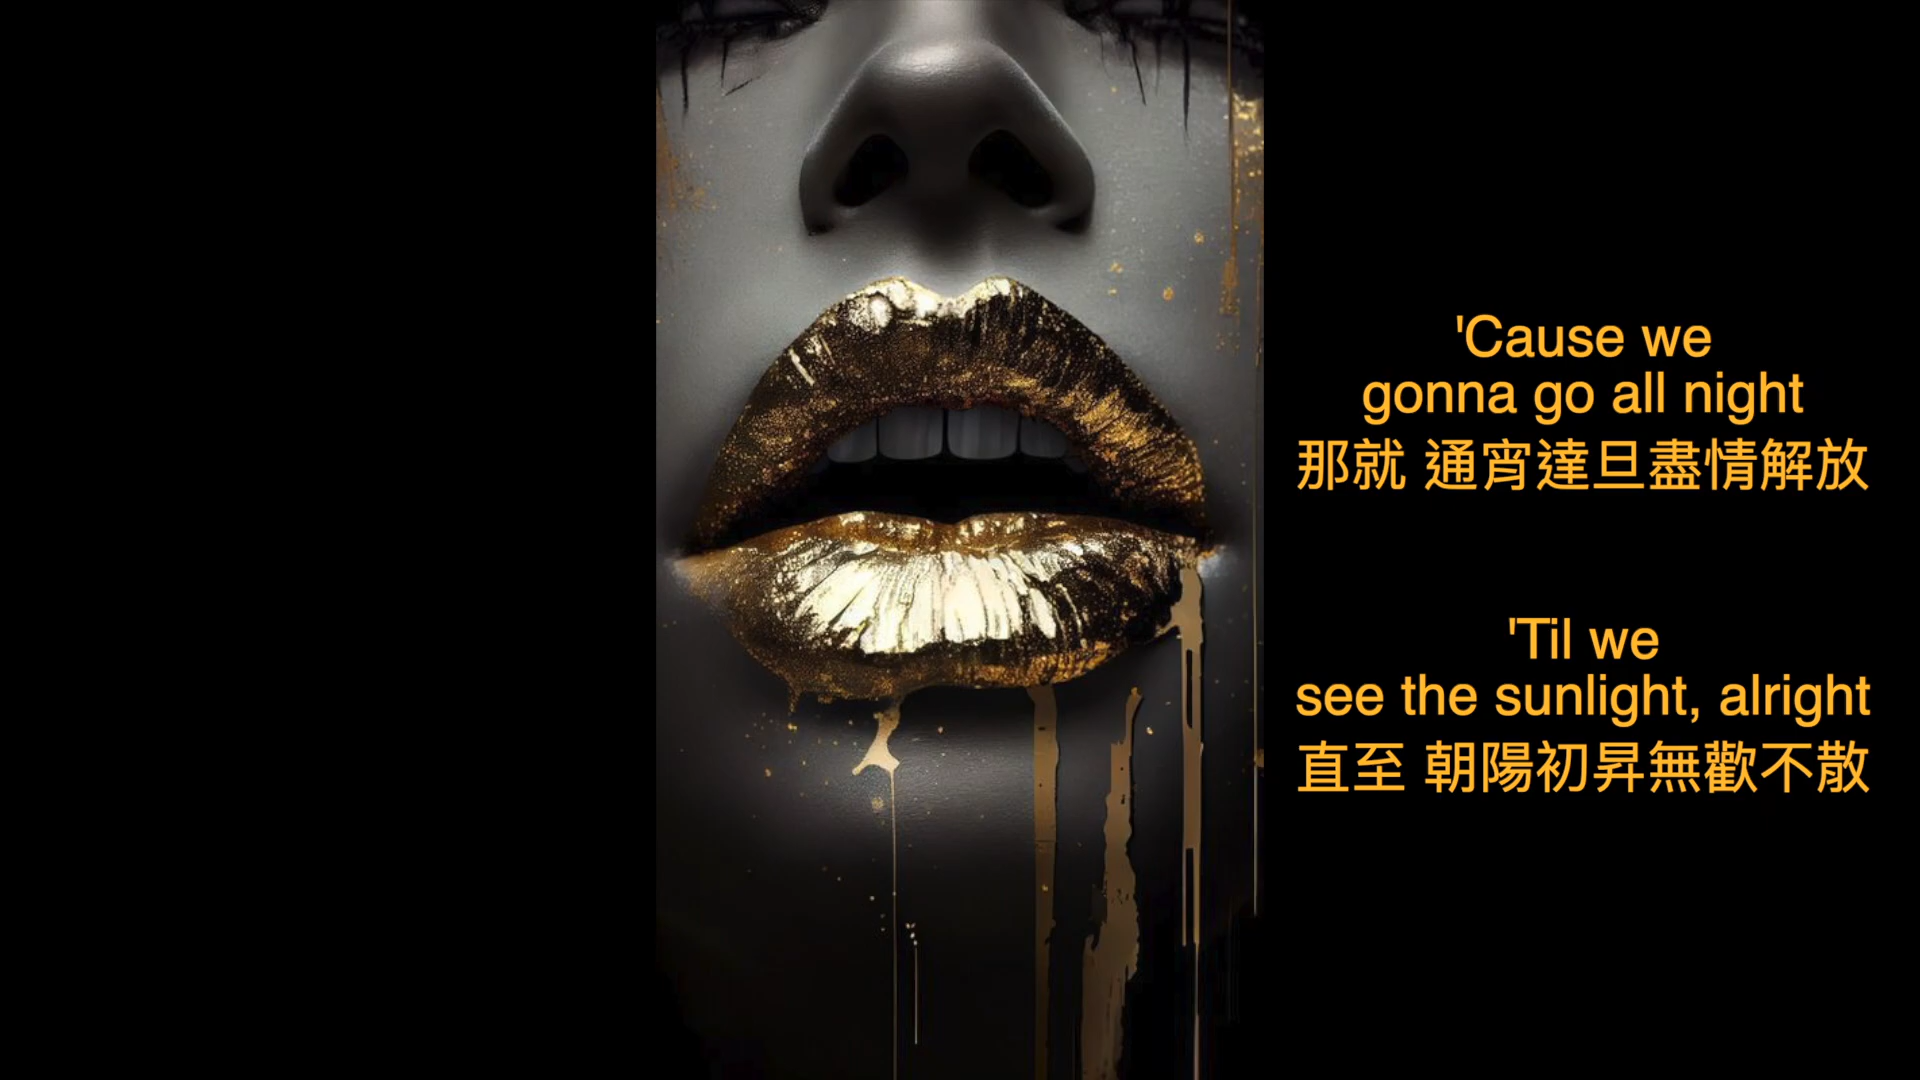 'Cause we
gonna go all night
那就 通宵達旦盡情解放
'Til we
see the sunlight, alright
直至 朝陽初昇無歡不散